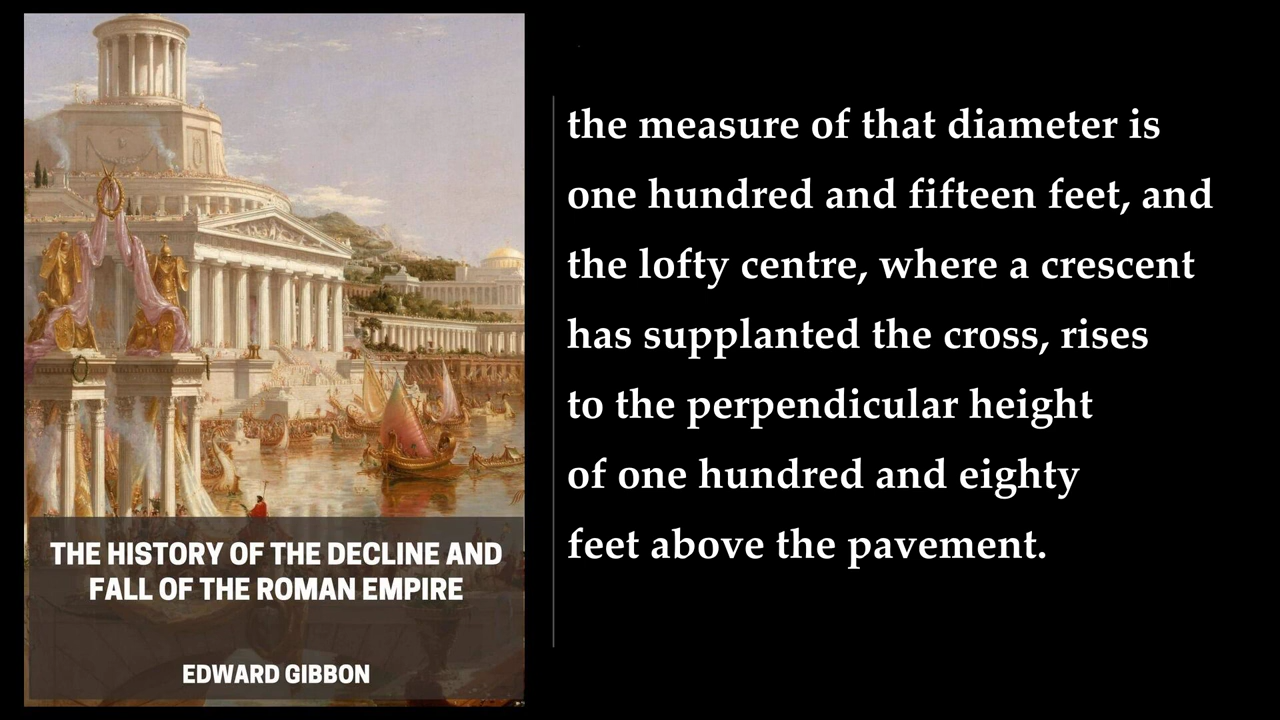 THE HISTORY OF THE DECLINE AND
FALL OF THE ROMAN EMPIRE
EDWARD GIBBON
the measure of that diameter is
one hundred and fifteen feet, and
the lofty centre, where a crescent
has supplanted the cross, rises
to the perpendicular height
of one hundred and eighty
feet above the pavement.